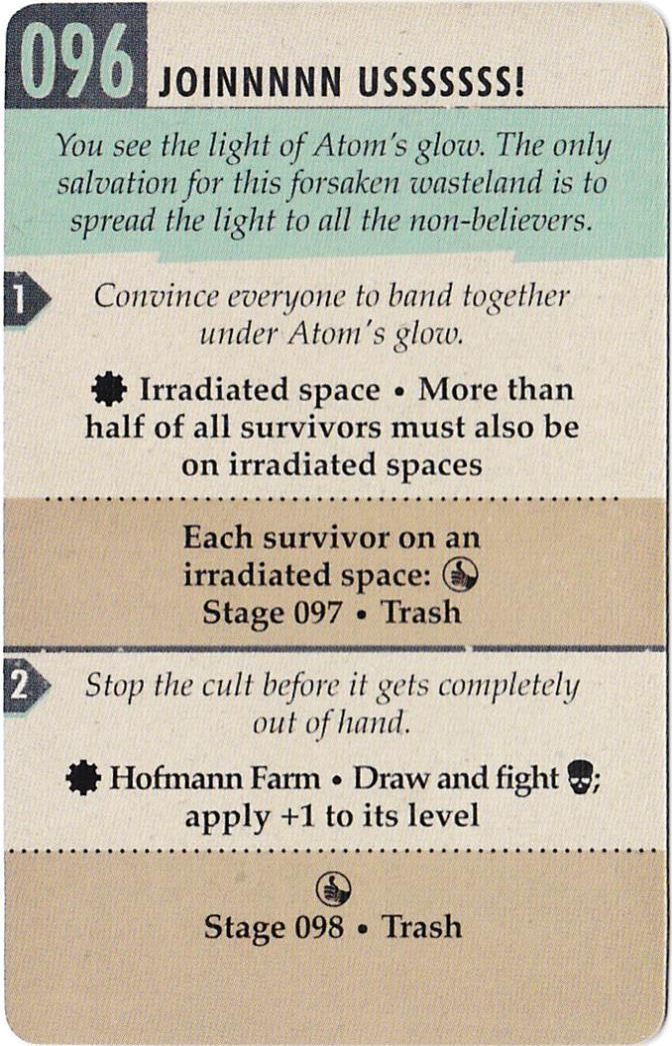 096 JOINNNNN USSSSSSS!
You see the light of Atom's glow. The only
salvation for this forsaken wasteland is to
spread the light to all the non-believers.
1
Convince everyone to band together
under Atom's glow.
Irradiated space • More than
half of all survivors must also be
on irradiated spaces
Each survivor on an
irradiated space:
Stage 097 • Trash
2
Stop the cult before it gets completely
out of hand.
Hofmann Farm • Draw and fight ;
apply +1 to its level
Stage 098 • Trash